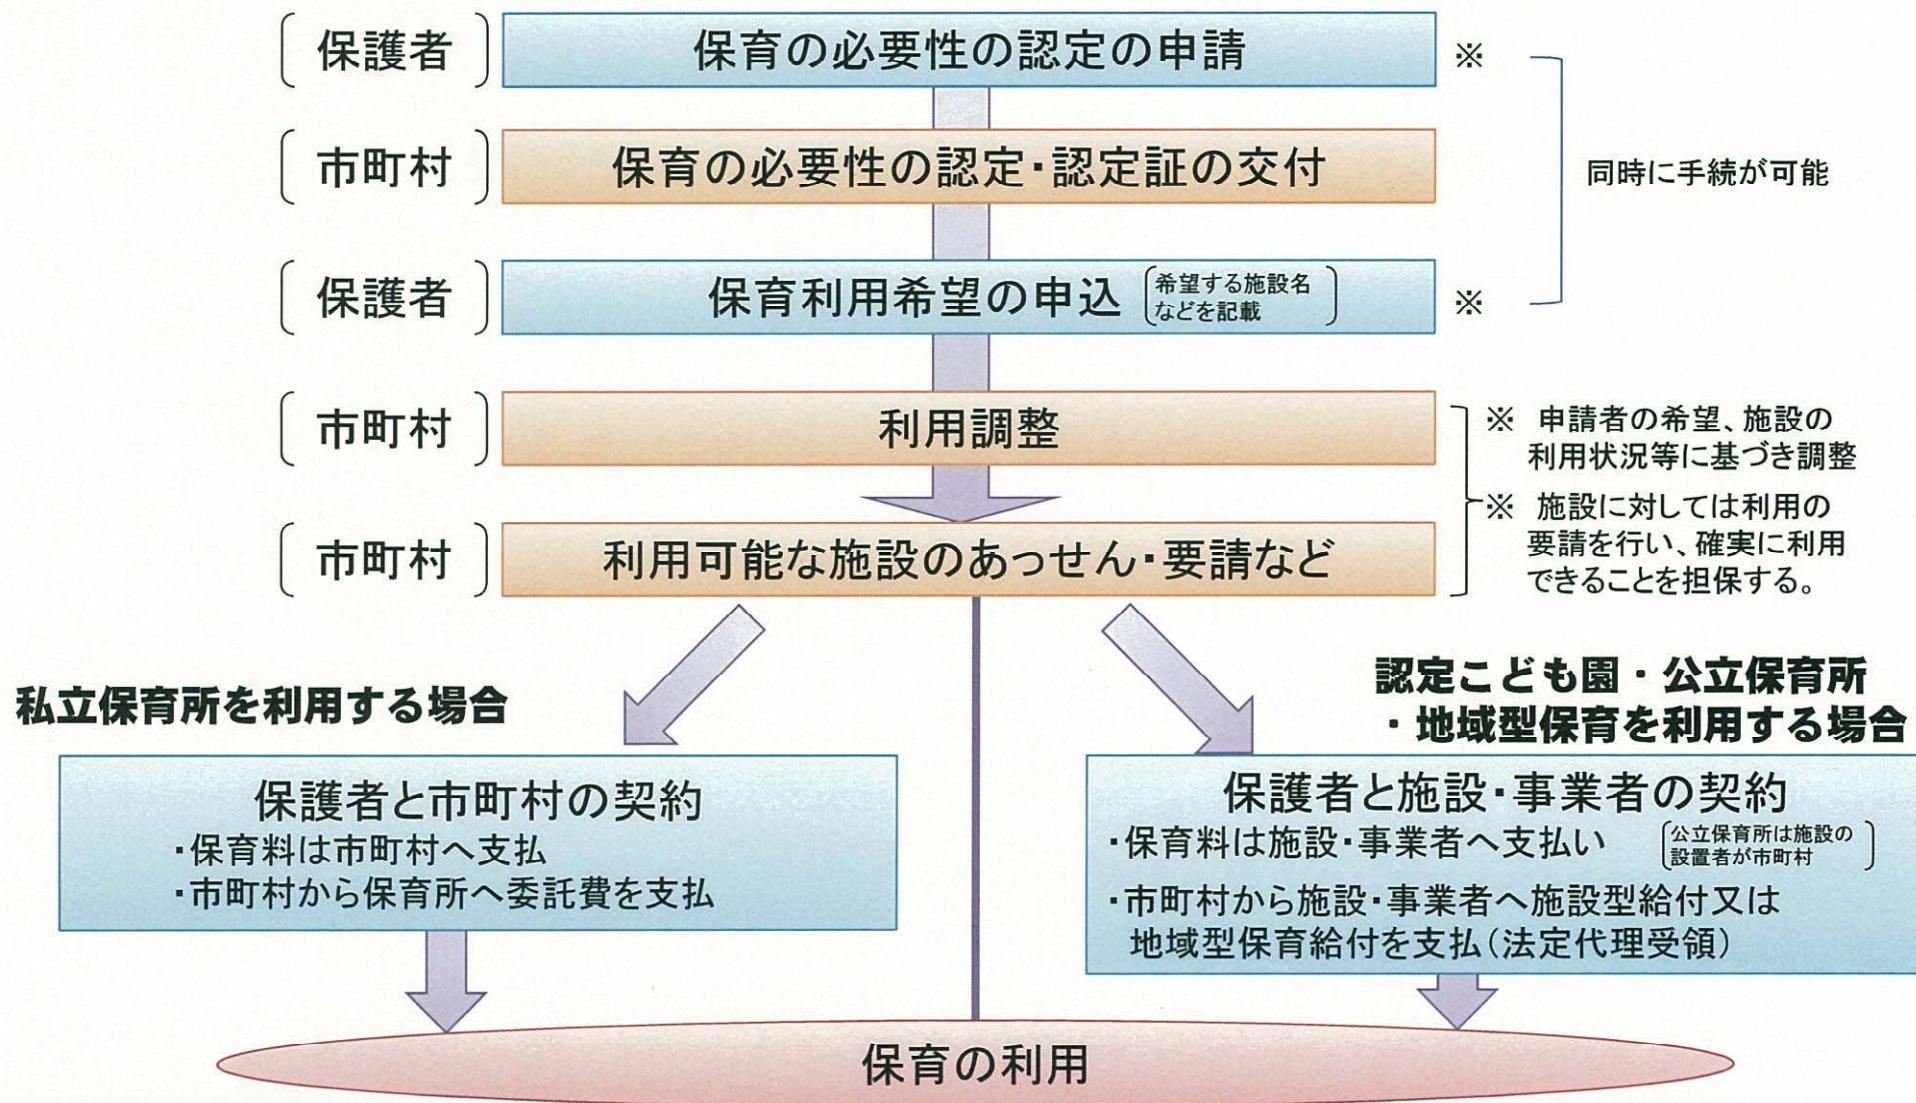 〔保護者〕 保育の必要性の認定の申請 ※
〔市町村〕 保育の必要性の認定・認定証の交付
同時に手続が可能
〔保護者〕 保育利用希望の申込 〔希望する施設名
などを記載〕 ※
〔市町村〕 利用調整
※ 申請者の希望、施設の
利用状況等に基づき調整
〔市町村〕 利用可能な施設のあっせん・要請など
※ 施設に対しては利用の
要請を行い、確実に利用
できることを担保する。
私立保育所を利用する場合
保護者と市町村の契約
・保育料は市町村へ支払
・市町村から保育所へ委託費を支払
認定こども園・公立保育所
・地域型保育を利用する場合
保護者と施設・事業者の契約
・保育料は施設・事業者へ支払い 〔公立保育所は施設の
設置者が市町村〕
・市町村から施設・事業者へ施設型給付又は
地域型保育給付を支払(法定代理受領)
保育の利用